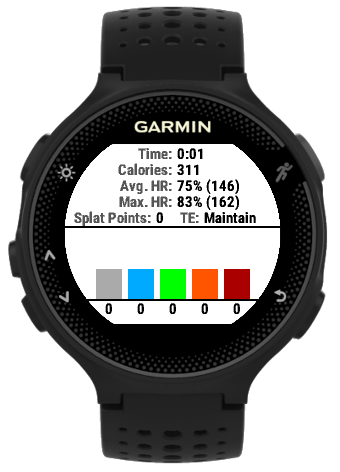 GARMIN
Time: 0:01
Calories: 311
Avg. HR: 75% (146)
Max. HR: 83% (162)
Splat Points: 0 TE: Maintain
0 0 0 0 0